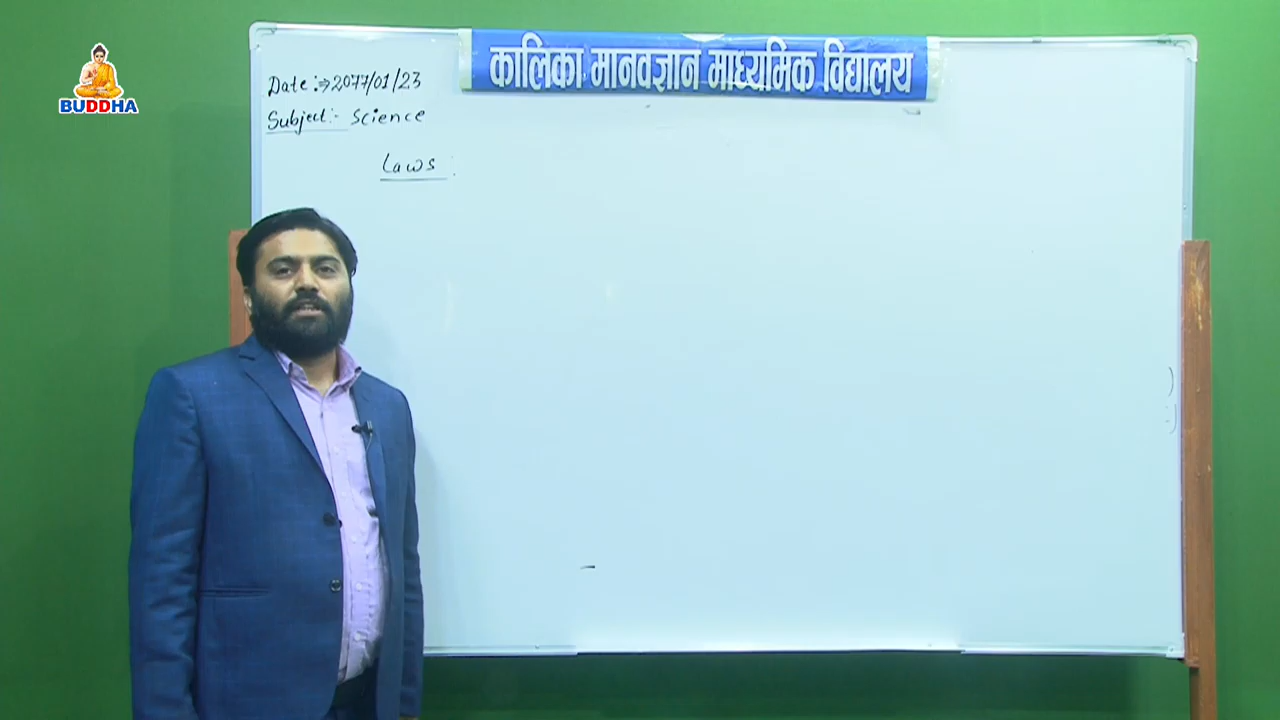 BUDDHA
कालिका मानवज्ञान माध्यमिक विद्यालय
Date :⇒ 2077/01/23
Subject:- Science
Laws :